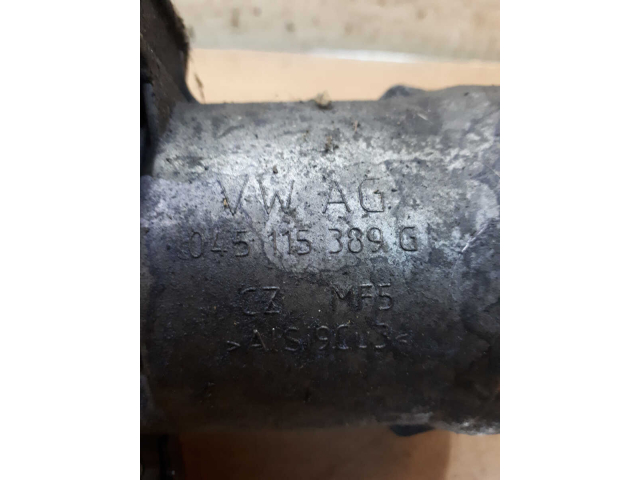 VW AG
045 115 389 G
CZ MF5
>AlSi9Cu3<